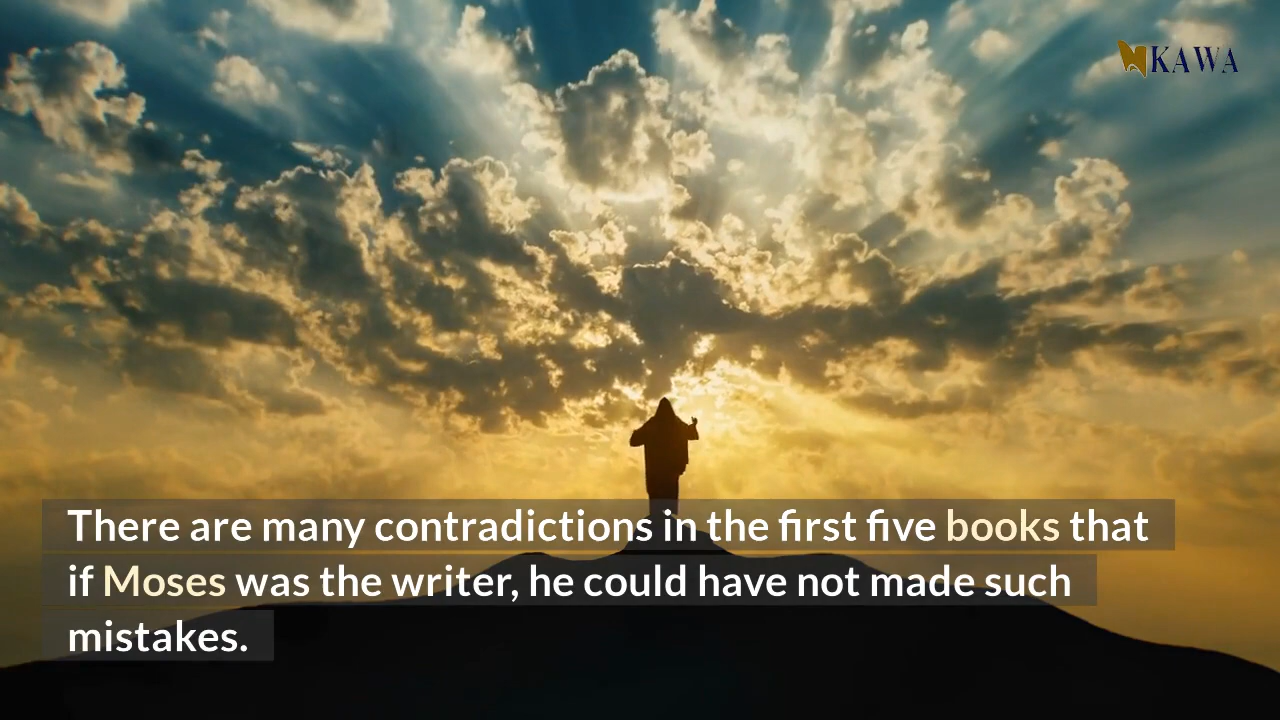 KAWA
There are many contradictions in the first five books that
if Moses was the writer, he could have not made such
mistakes.